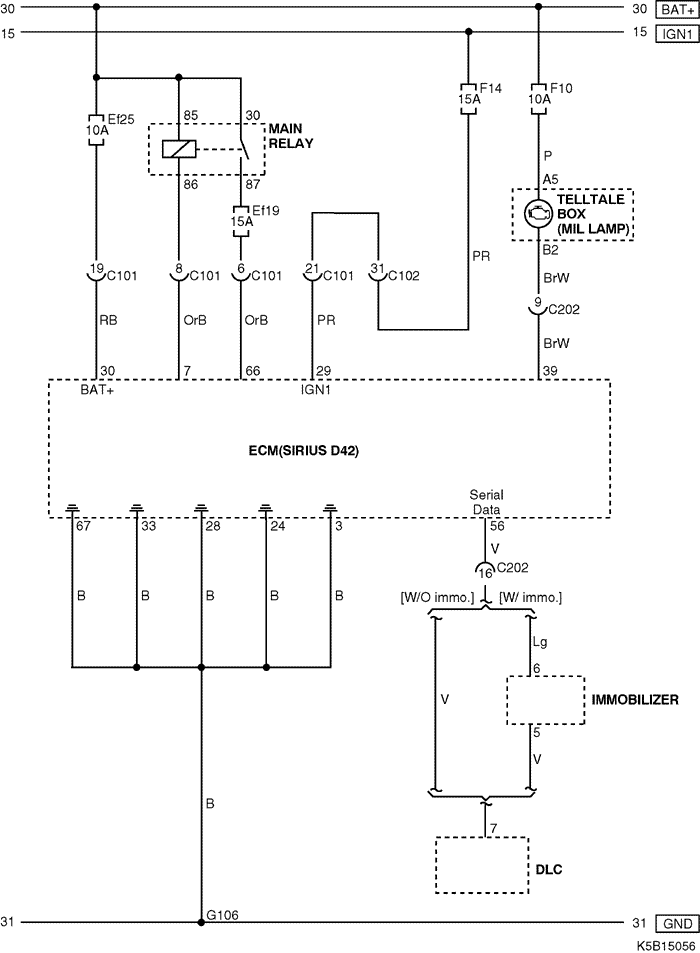 30 30 BAT+
15 15 IGN1
Ef25
10A
85 30
MAIN
RELAY
86 87
Ef19
15A
F14
15A
F10
10A
P
A5
TELLTALE
BOX
(MIL LAMP)
B2
PR
BrW
19 C101
8 C101
6 C101
21 C101
31 C102
9 C202
RB
OrB
OrB
PR
BrW
30 7 66 29 39
BAT+ IGN1
ECM(SIRIUS D42)
Serial
Data
67 33 28 24 3 56
V
16 C202
B B B B B
[W/O immo.] [W/ immo.]
Lg
6
V
IMMOBILIZER
5
V
B
7
DLC
G106
31 31 GND
K5B15056